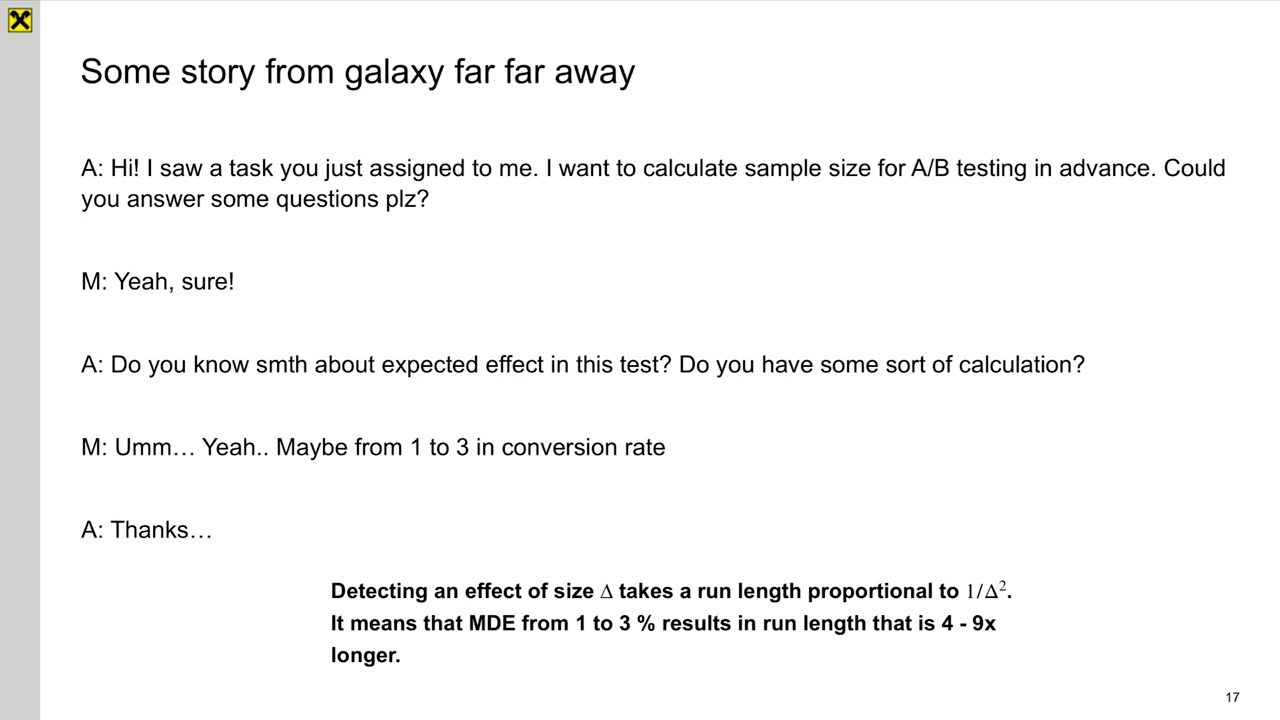 Some story from galaxy far far away
A: Hi! I saw a task you just assigned to me. I want to calculate sample size for A/B testing in advance. Could
you answer some questions plz?
M: Yeah, sure!
A: Do you know smth about expected effect in this test? Do you have some sort of calculation?
M: Umm… Yeah.. Maybe from 1 to 3 in conversion rate
A: Thanks…
Detecting an effect of size Δ takes a run length proportional to 1/Δ².
It means that MDE from 1 to 3 % results in run length that is 4 - 9x
longer.
17